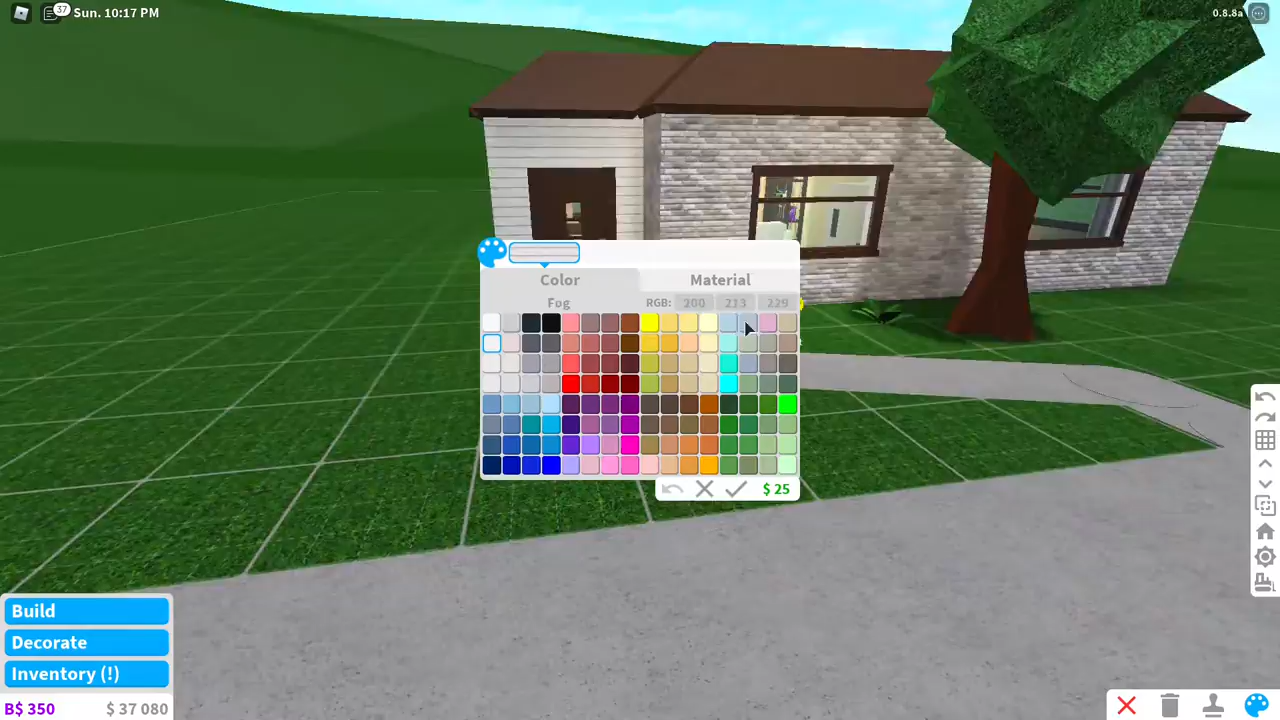 37 Sun. 10:17 PM
0.8.8a
Color Material
Fog RGB: 200 213 229
$ 25
Build
Decorate
Inventory (!)
B$ 350 $ 37 080